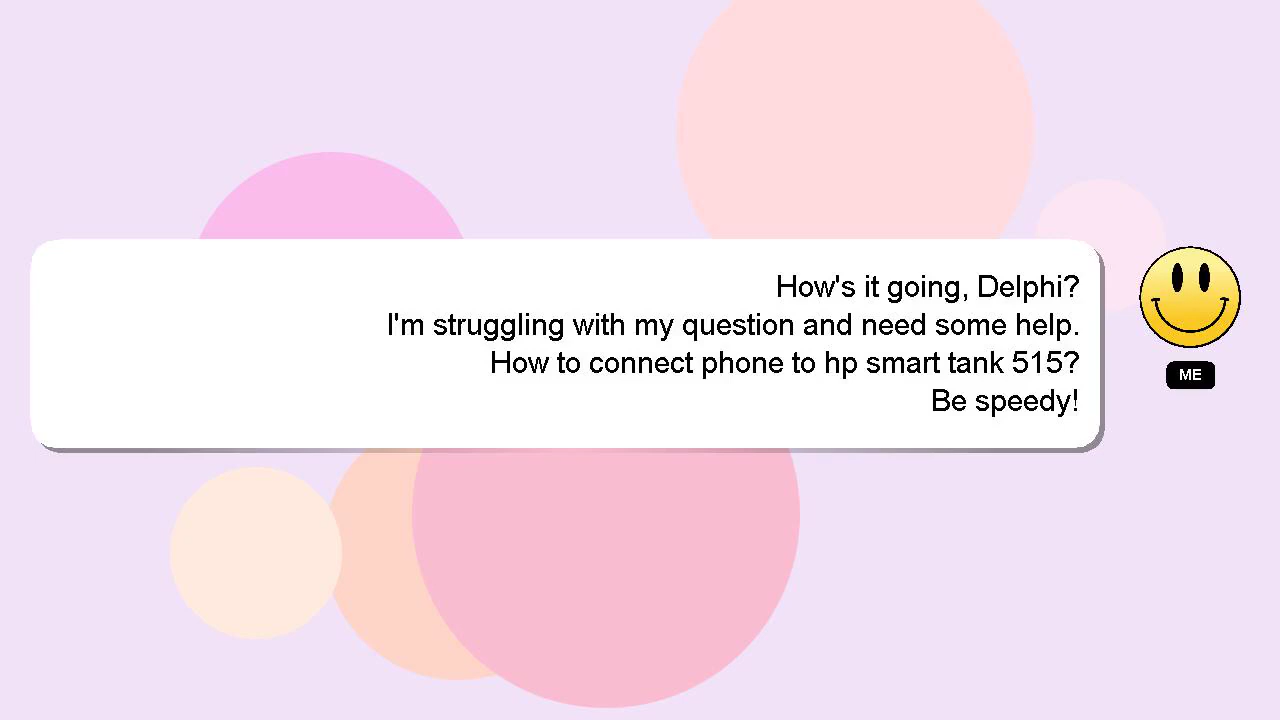 How's it going, Delphi?
I'm struggling with my question and need some help.
How to connect phone to hp smart tank 515?
Be speedy!
ME